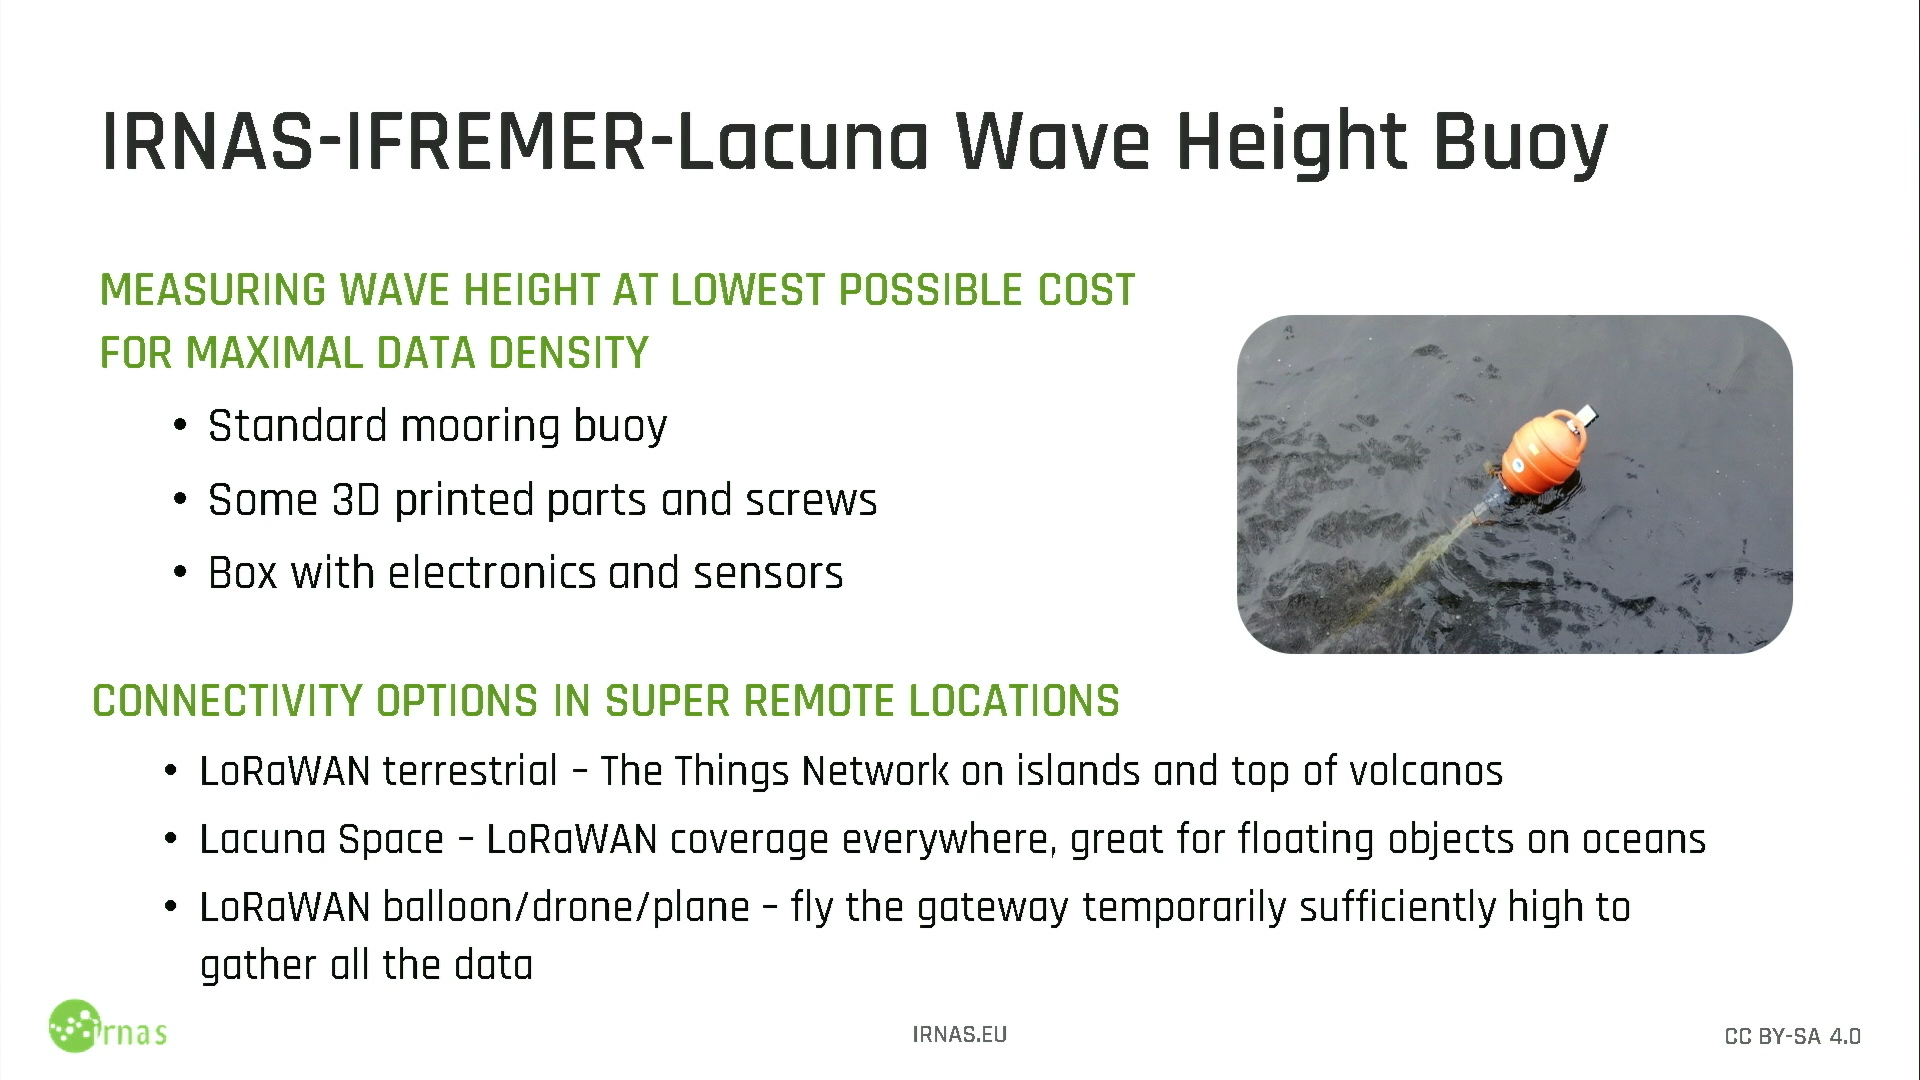 IRNAS-IFREMER-Lacuna Wave Height Buoy
MEASURING WAVE HEIGHT AT LOWEST POSSIBLE COST
FOR MAXIMAL DATA DENSITY
• Standard mooring buoy
• Some 3D printed parts and screws
• Box with electronics and sensors
CONNECTIVITY OPTIONS IN SUPER REMOTE LOCATIONS
• LoRaWAN terrestrial – The Things Network on islands and top of volcanos
• Lacuna Space – LoRaWAN coverage everywhere, great for floating objects on oceans
• LoRaWAN balloon/drone/plane – fly the gateway temporarily sufficiently high to
gather all the data
irnas
IRNAS.EU
CC BY-SA 4.0